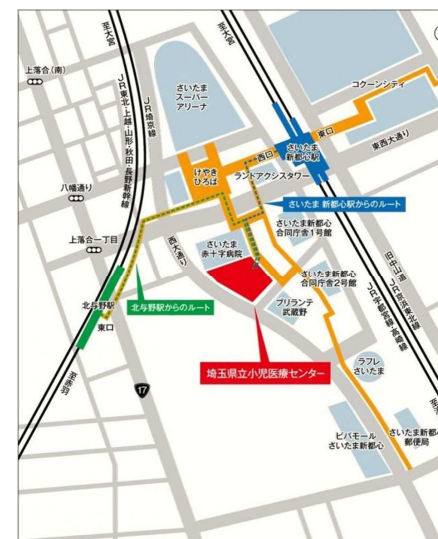 至大宮
至大宮
上落合(南)
JR東北・上越・山形・秋田・長野新幹線
JR埼京線
さいたま
スーパー
アリーナ
コクーンシティ
東口
さいたま
新都心駅
西口
東西大通り
けやき
ひろば
ランドアクシスタワー
八幡通り
さいたま 新都心駅からのルート
上落合一丁目
西大通り
さいたま
赤十字病院
さいたま新都心
合同庁舎1号館
さいたま新都心
合同庁舎2号館
旧中山道
JR京浜東北線
JR宇都宮線・高崎線
北与野駅
東口
北与野駅からのルート
ブリランテ
武蔵野
ラフレ
さいたま
埼玉県立小児医療センター
至赤羽
17
ビバモール
さいたま新都心
さいたま新都心
郵便局